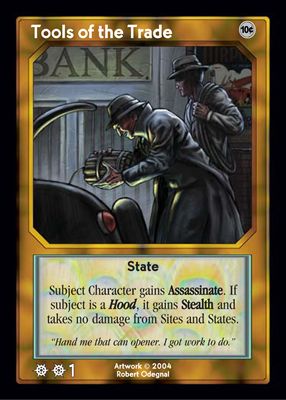 Tools of the Trade
10¢
BANK
State
Subject Character gains Assassinate. If
subject is a Hood, it gains Stealth and
takes no damage from Sites and States.
"Hand me that can opener. I got work to do."
Artwork © 2004
Robert Odegnal
1